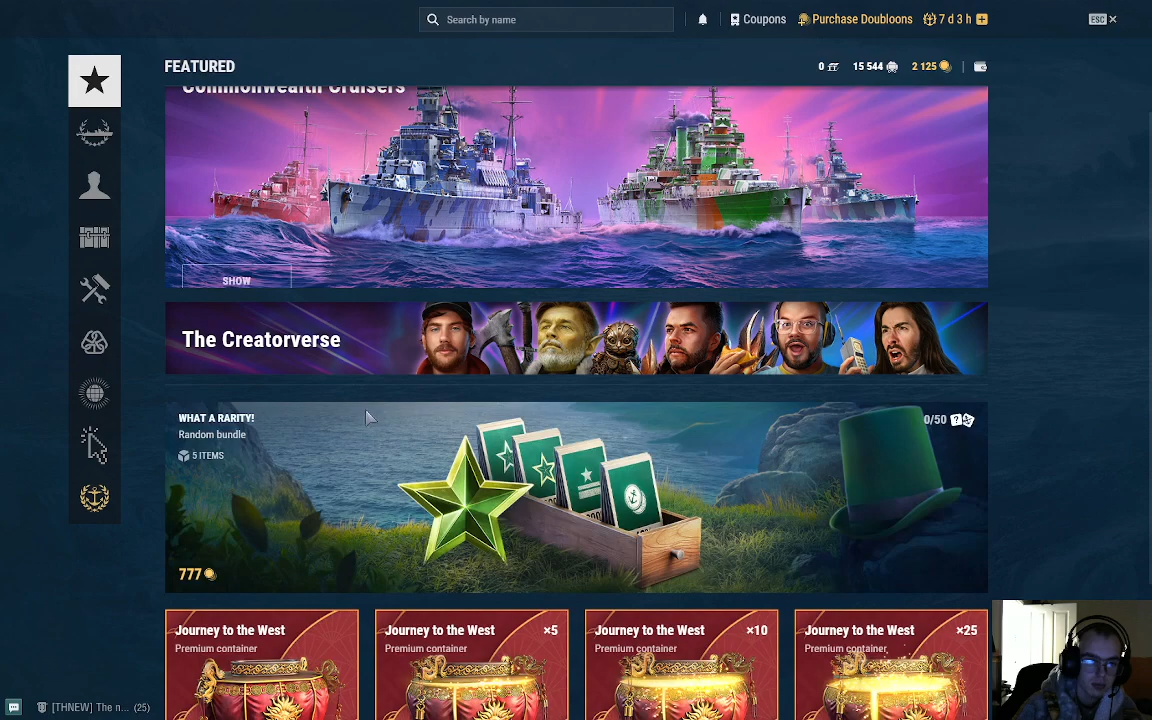 Search by name
Coupons
Purchase Doubloons
7 d 3 h
ESC
FEATURED
0
15 544
2 125
Commonwealth Cruisers
SHOW
The Creatorverse
WHAT A RARITY!
Random bundle
5 ITEMS
0/50
777
Journey to the West
Premium container
Journey to the West
×5
Premium container
Journey to the West
×10
Premium container
Journey to the West
×25
Premium container
[THNEW] The n... (25)